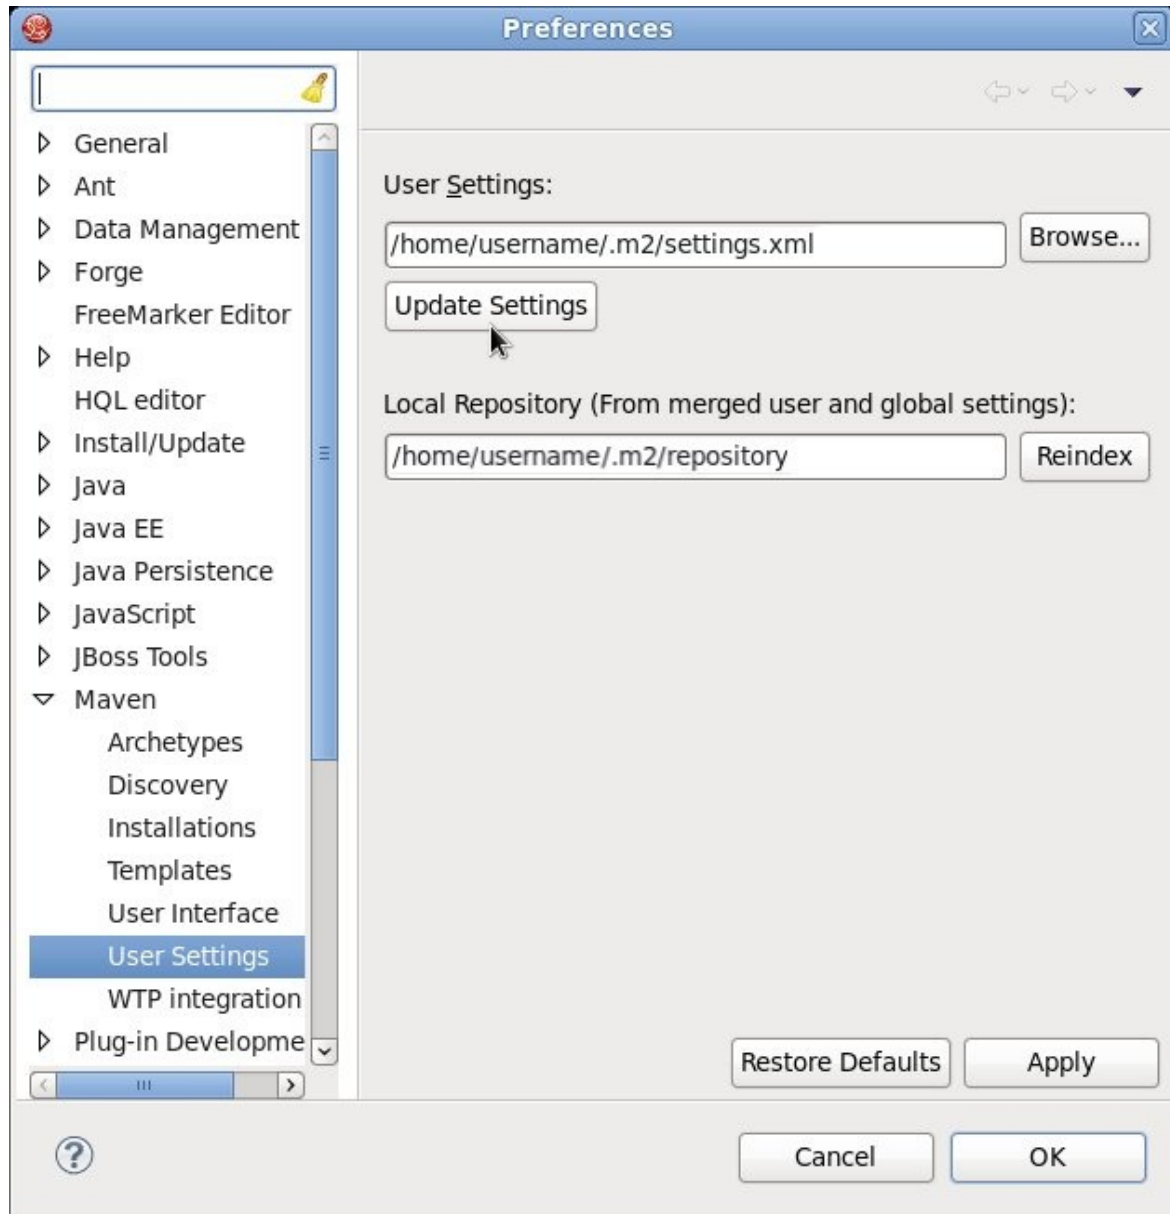 Preferences
General
Ant
Data Management
Forge
FreeMarker Editor
Help
HQL editor
Install/Update
Java
Java EE
Java Persistence
JavaScript
JBoss Tools
Maven
Archetypes
Discovery
Installations
Templates
User Interface
User Settings
WTP integration
Plug-in Developme
User Settings:
/home/username/.m2/settings.xml
Browse...
Update Settings
Local Repository (From merged user and global settings):
/home/username/.m2/repository
Reindex
Restore Defaults
Apply
?
Cancel
OK